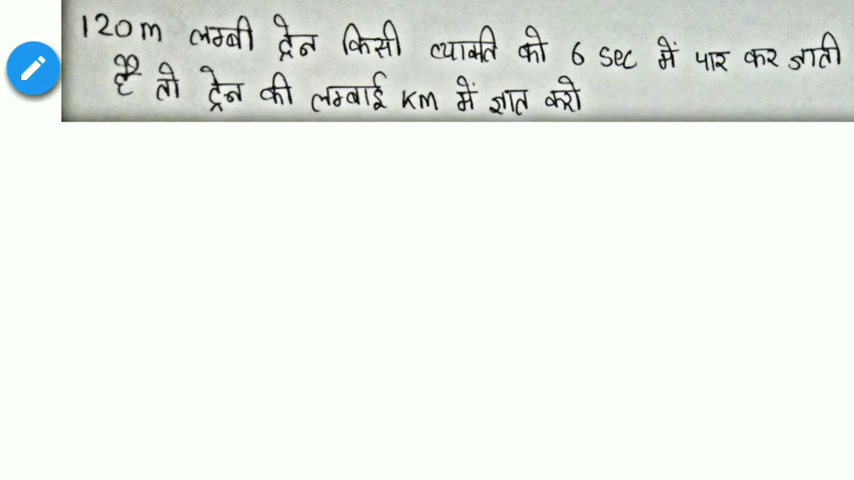 120m लम्बी ट्रेन किसी व्यक्ति को 6 sec में पार कर जाती
है तो ट्रेन की लम्बाई KM में ज्ञात करो